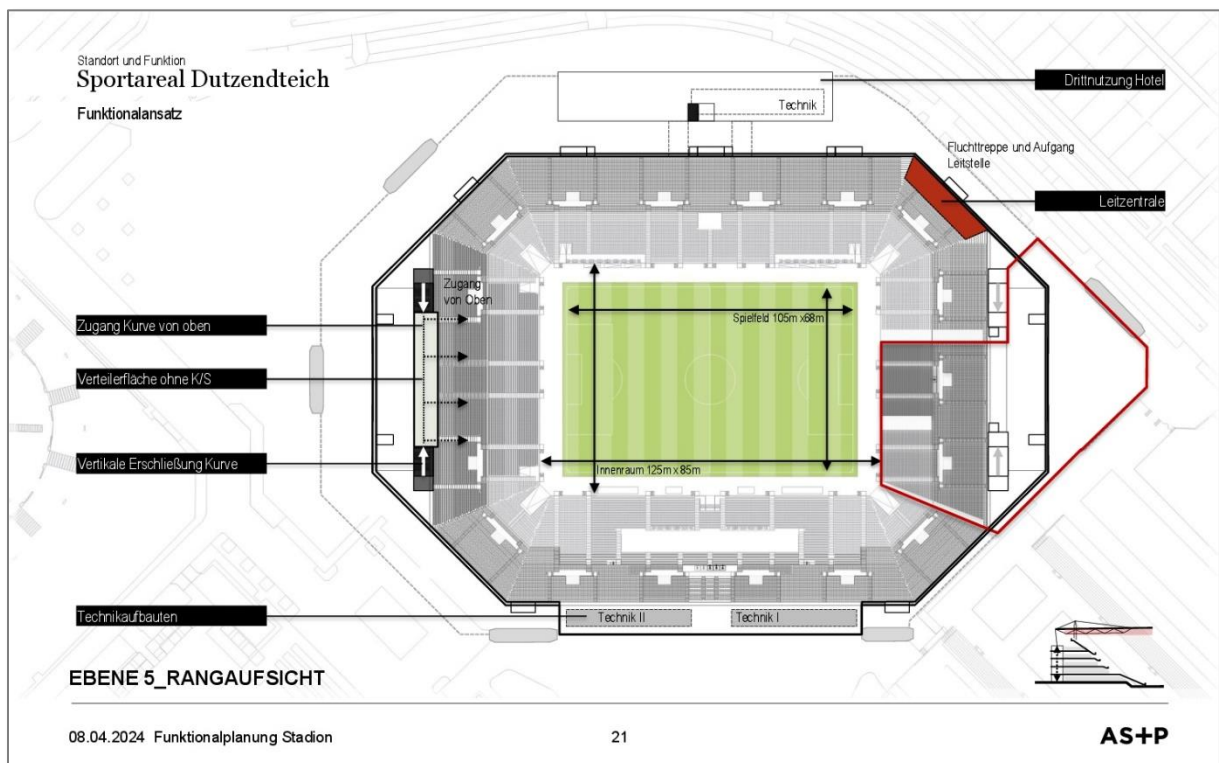 Standort und Funktion
Sportareal Dutzendteich
Funktionalansatz
Drittnutzung Hotel
Technik
Fluchttreppe und Aufgang
Leitstelle
Leitzentrale
Zugang
von Oben
Zugang Kurve von oben
Spielfeld 105m x68m
Verteilerfläche ohne K/S
Vertikale Erschließung Kurve
Innenraum 125m x 85m
Technikaufbauten
Technik II
Technik I
EBENE 5_RANGAUFSICHT
08.04.2024 Funktionalplanung Stadion
21
AS+P